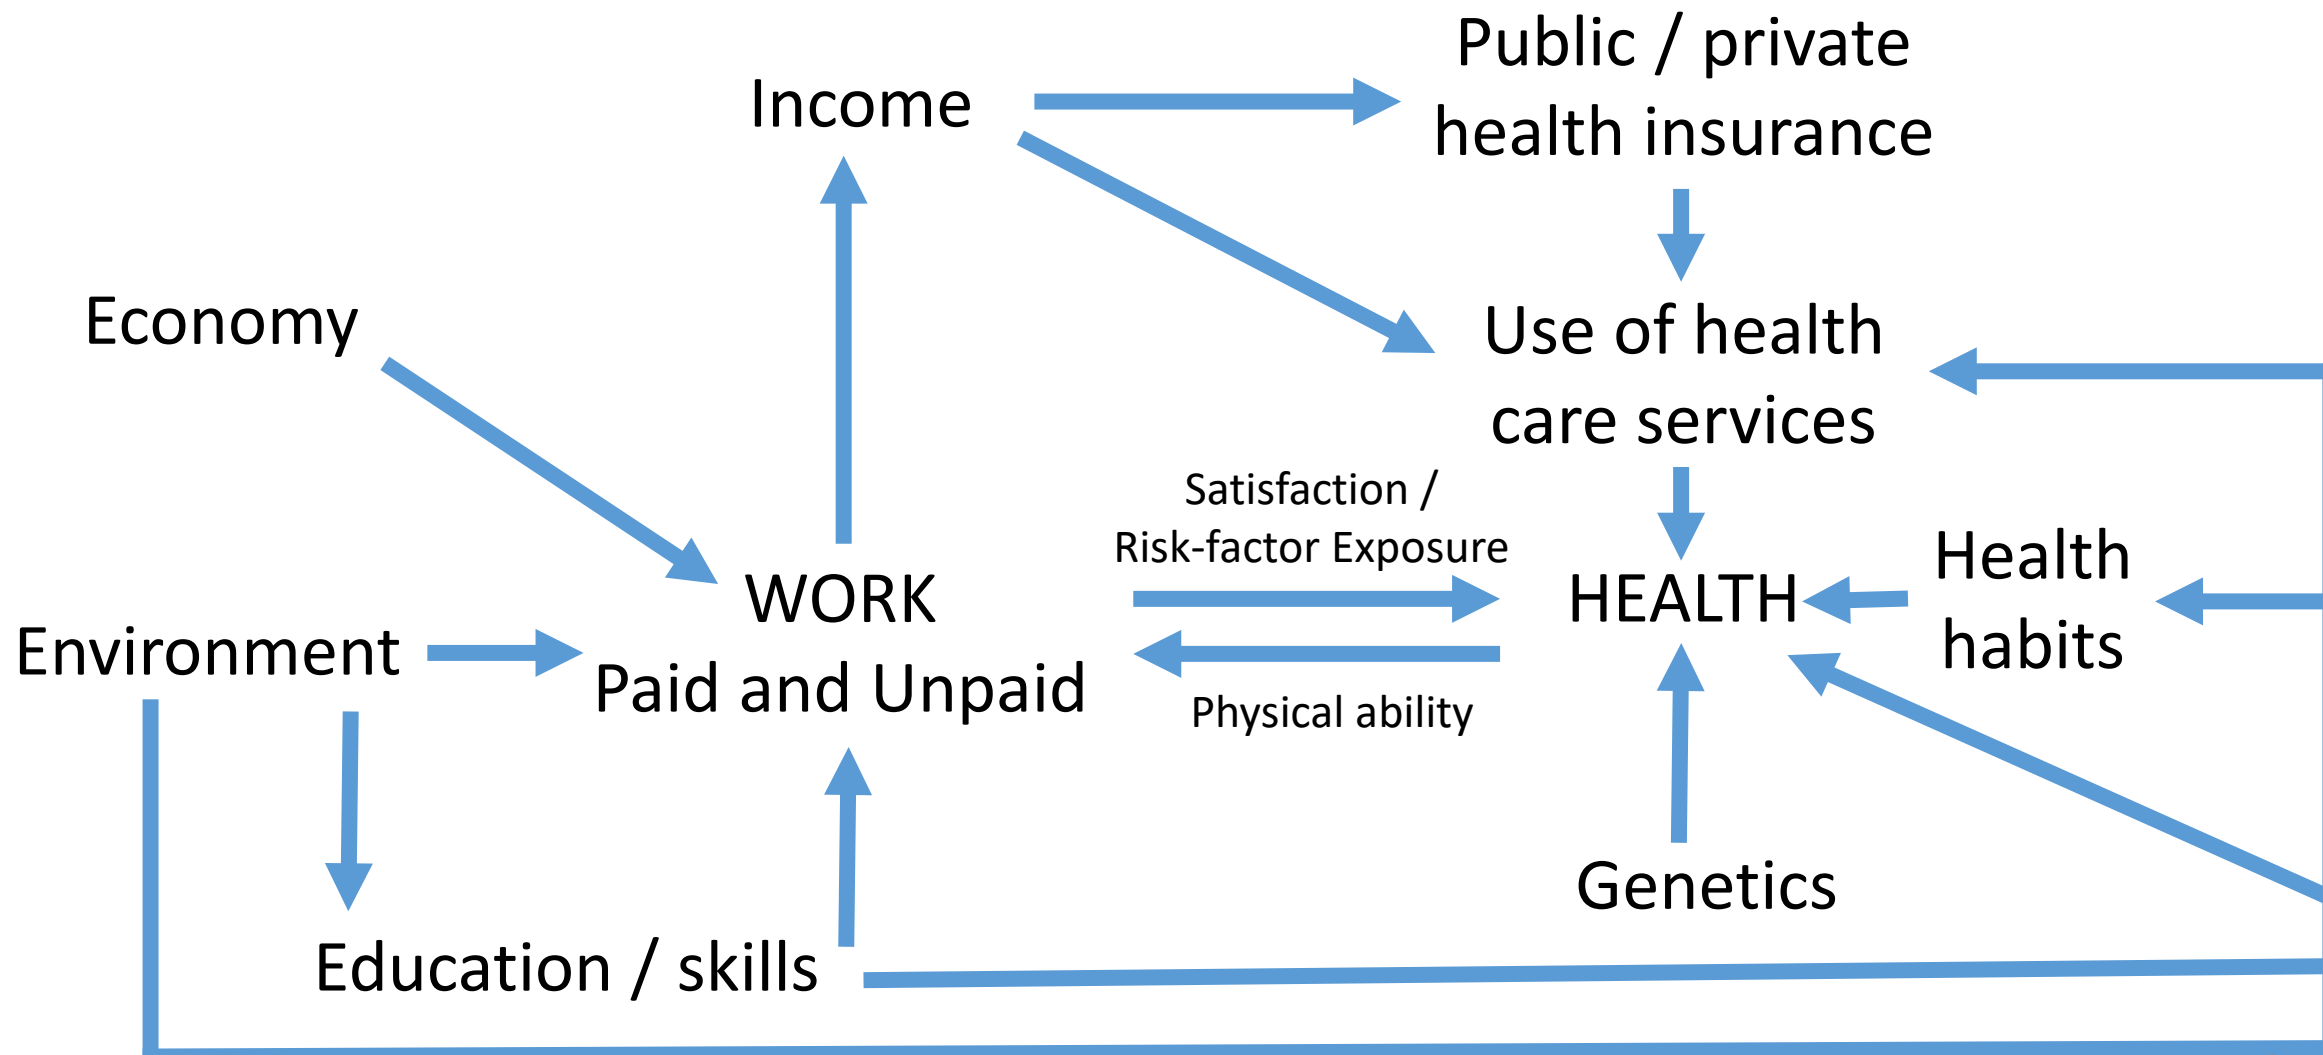 Public / private
health insurance
Income
Economy
Use of health
care services
Satisfaction /
Risk-factor Exposure
WORK
Paid and Unpaid
HEALTH
Health
habits
Environment
Physical ability
Genetics
Education / skills